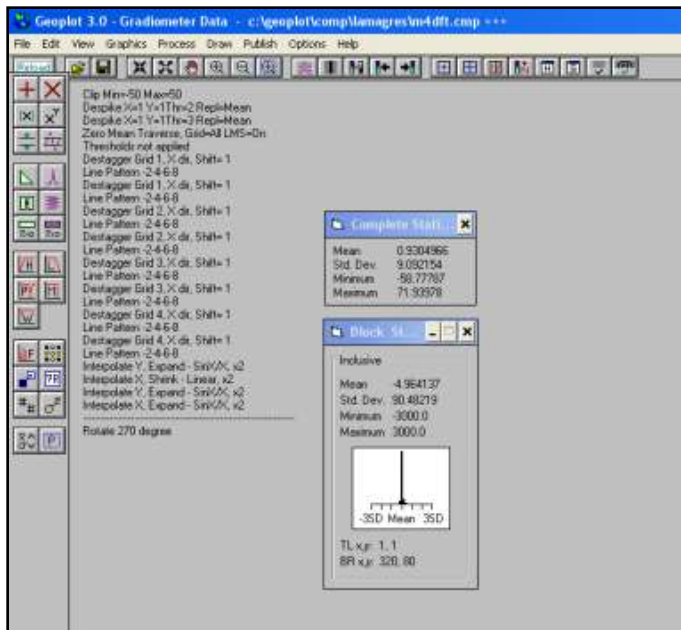 Geoplot 3.0 - Gradiometer Data - c:\geoplot\comp\lamagres\m4dft.cmp +++
File Edit View Graphics Process Draw Publish Options Help
Clip Min=-50 Max=50
Despike X=1 Y=1Thr=2 Repl=Mean
Despike X=1 Y=1Thr=3 Repl=Mean
Zero Mean Traverse, Grid=All LMS=On
Thresholds not applied
Destagger Grid 1, X dir, Shift= 1
Line Pattern -2-4-6-8
Destagger Grid 1, X dir, Shift= 1
Line Pattern -2-4-6-8
Destagger Grid 2, X dir, Shift= 1
Line Pattern -2-4-6-8
Destagger Grid 2, X dir, Shift= 1
Line Pattern -2-4-6-8
Destagger Grid 3, X dir, Shift= 1
Line Pattern -2-4-6-8
Destagger Grid 3, X dir, Shift= 1
Line Pattern -2-4-6-8
Destagger Grid 4, X dir, Shift= 1
Line Pattern -2-4-6-8
Destagger Grid 4, X dir, Shift= 1
Line Pattern -2-4-6-8
Interpolate Y, Expand - SinX/X, x2
Interpolate X, Shrink - Linear, x2
Interpolate Y, Expand - SinX/X, x2
Interpolate X, Expand - SinX/X, x2
Rotate 270 degree
Complete Stati...
Mean 0.9304966
Std. Dev. 9.092154
Minimum -58.77787
Maximum 71.93978
Block St...
Inclusive
Mean -4.964137
Std. Dev. 90.48219
Minimum -3000.0
Maximum 3000.0
-3SD Mean 3SD
TL x,y: 1, 1
BR x,y: 320, 80